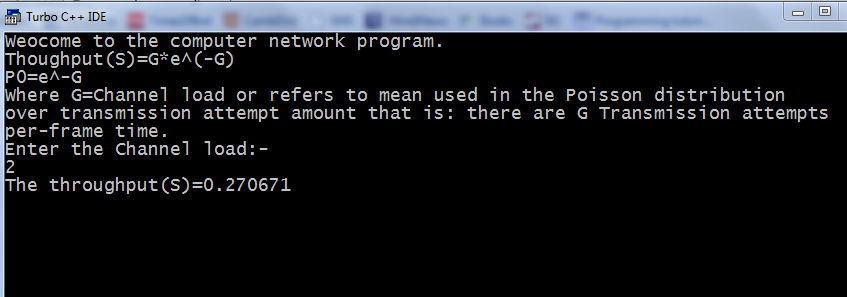 Turbo C++ IDE
Weocome to the computer network program.
Thoughput(S)=G*e^(-G)
P0=e^-G
Where G=Channel load or refers to mean used in the Poisson distribution
over transmission attempt amount that is: there are G Transmission attempts
per-frame time.
Enter the Channel load:-
2
The throughput(S)=0.270671